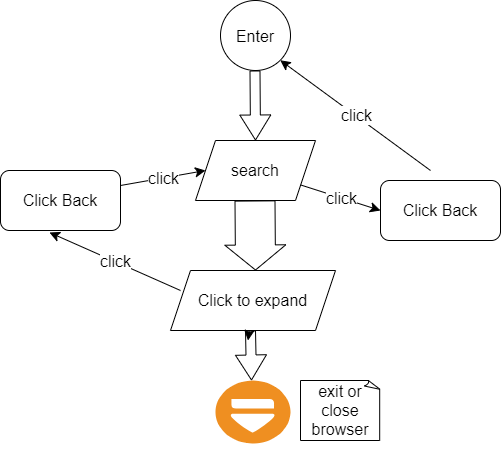 Enter
click
search
click
Click Back
click
Click Back
click
Click to expand
exit or
close
browser